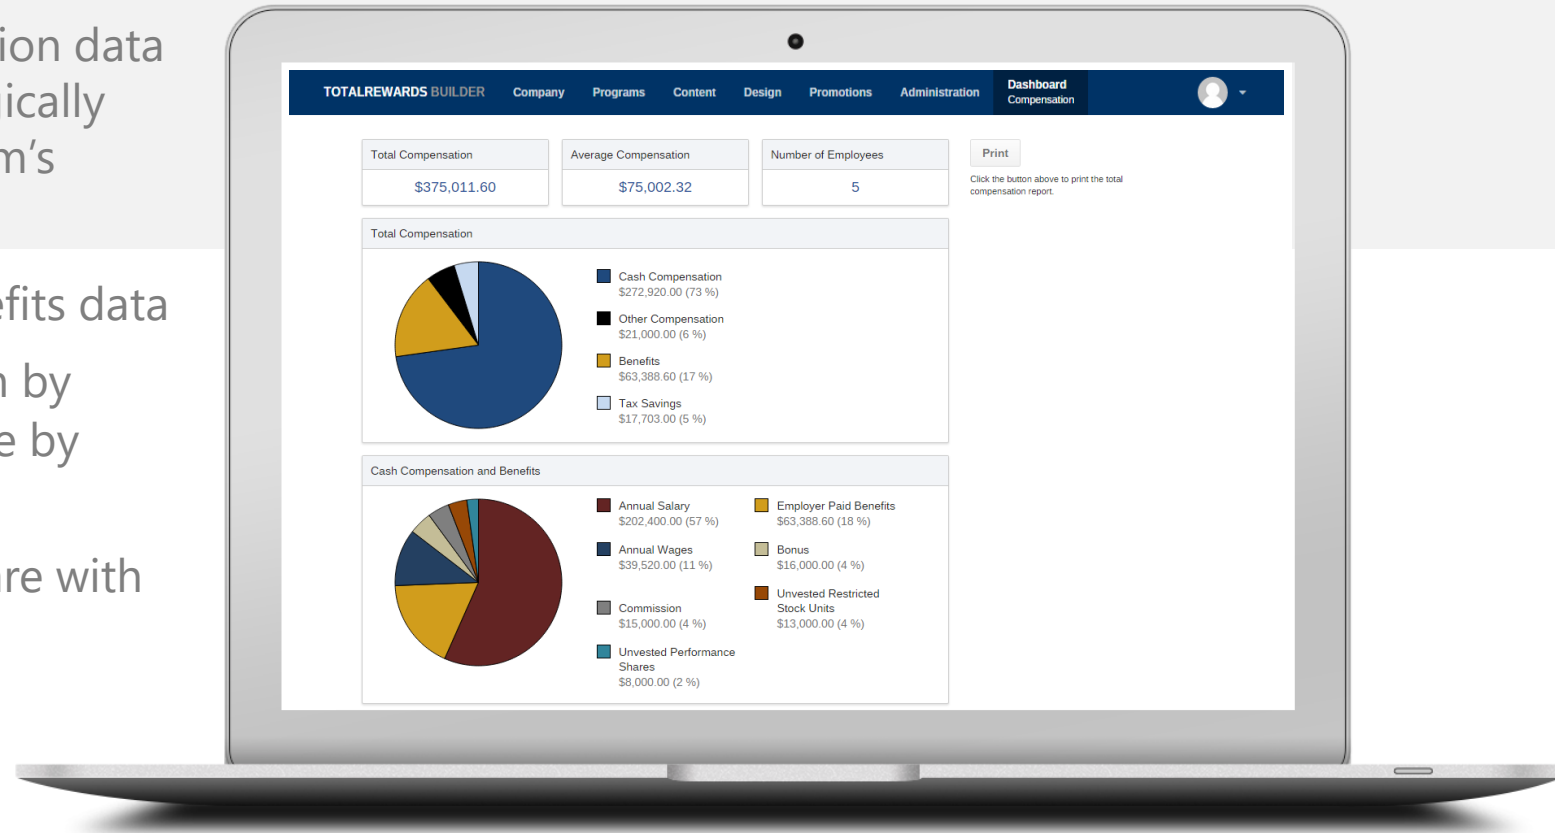 ion data
ically
m's
efits data
by
e by
re with
TOTALREWARDS BUILDER Company Programs Content Design Promotions Administration Dashboard
Compensation
Total Compensation Average Compensation Number of Employees
$375,011.60 $75,002.32 5
Print
Click the button above to print the total
compensation report.
Total Compensation
Cash Compensation
$272,920.00 (73 %)
Other Compensation
$21,000.00 (6 %)
Benefits
$63,388.60 (17 %)
Tax Savings
$17,703.00 (5 %)
Cash Compensation and Benefits
Annual Salary
$202,400.00 (57 %)
Employer Paid Benefits
$63,388.60 (18 %)
Annual Wages
$39,520.00 (11 %)
Bonus
$16,000.00 (4 %)
Commission
$15,000.00 (4 %)
Unvested Restricted
Stock Units
$13,000.00 (4 %)
Unvested Performance
Shares
$8,000.00 (2 %)